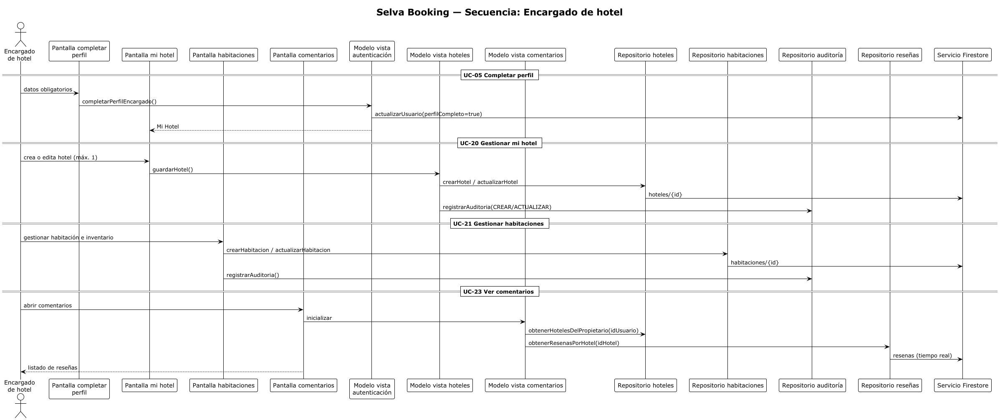 Selva Booking — Secuencia: Encargado de hotel
Encargado
de hotel
Pantalla completar
perfil
Pantalla mi hotel
Pantalla habitaciones
Pantalla comentarios
Modelo vista
autenticación
Modelo vista hoteles
Modelo vista comentarios
Repositorio hoteles
Repositorio habitaciones
Repositorio auditoría
Repositorio reseñas
Servicio Firestore
UC-05 Completar perfil
datos obligatorios
completarPerfilEncargado()
actualizarUsuario(perfilCompleto=true)
Mi Hotel
UC-20 Gestionar mi hotel
crea o edita hotel (máx. 1)
guardarHotel()
crearHotel / actualizarHotel
hoteles/{id}
registrarAuditoria(CREAR/ACTUALIZAR)
UC-21 Gestionar habitaciones
gestionar habitación e inventario
crearHabitacion / actualizarHabitacion
habitaciones/{id}
registrarAuditoria()
UC-23 Ver comentarios
abrir comentarios
inicializar
obtenerHotelesDelPropietario(idUsuario)
obtenerResenasPorHotel(idHotel)
resenas (tiempo real)
listado de reseñas
Encargado
de hotel
Pantalla completar
perfil
Pantalla mi hotel
Pantalla habitaciones
Pantalla comentarios
Modelo vista
autenticación
Modelo vista hoteles
Modelo vista comentarios
Repositorio hoteles
Repositorio habitaciones
Repositorio auditoría
Repositorio reseñas
Servicio Firestore